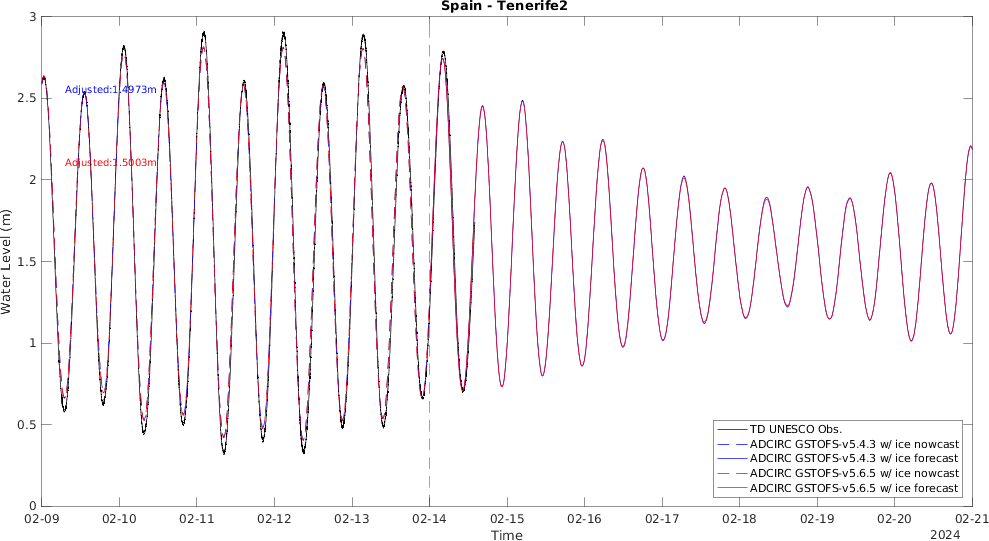 Spain - Tenerife2
3
2.5
2
1.5
1
0.5
0
Water Level (m)
Adjusted:1.4973m
Adjusted:1.5003m
TD UNESCO Obs.
ADCIRC GSTOFS-v5.4.3 w/ ice nowcast
ADCIRC GSTOFS-v5.4.3 w/ ice forecast
ADCIRC GSTOFS-v5.6.5 w/ ice nowcast
ADCIRC GSTOFS-v5.6.5 w/ ice forecast
02-09 02-10 02-11 02-12 02-13 02-14 02-15 02-16 02-17 02-18 02-19 02-20 02-21
Time
2024